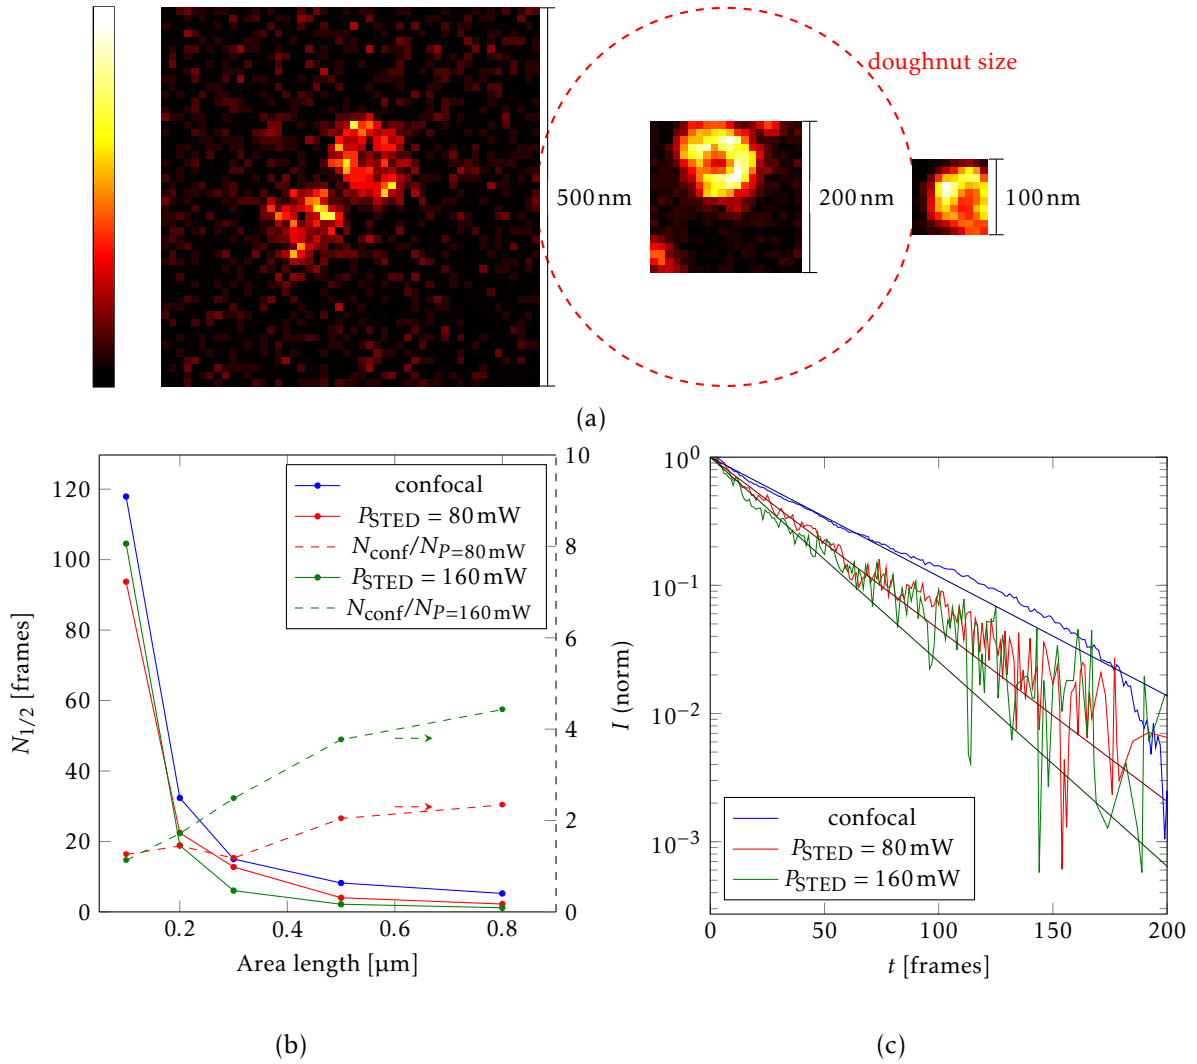 doughnut size
500 nm
200 nm
100 nm
(a)
120
100
80
60
40
20
0
N1/2 [frames]
10
8
6
4
2
0
confocal
PSTED = 80 mW
Nconf/NP=80 mW
PSTED = 160 mW
Nconf/NP=160 mW
0.2
0.4
0.6
0.8
Area length [µm]
(b)
10^0
10^−1
10^−2
10^−3
I (norm)
confocal
PSTED = 80 mW
PSTED = 160 mW
0
50
100
150
200
t [frames]
(c)